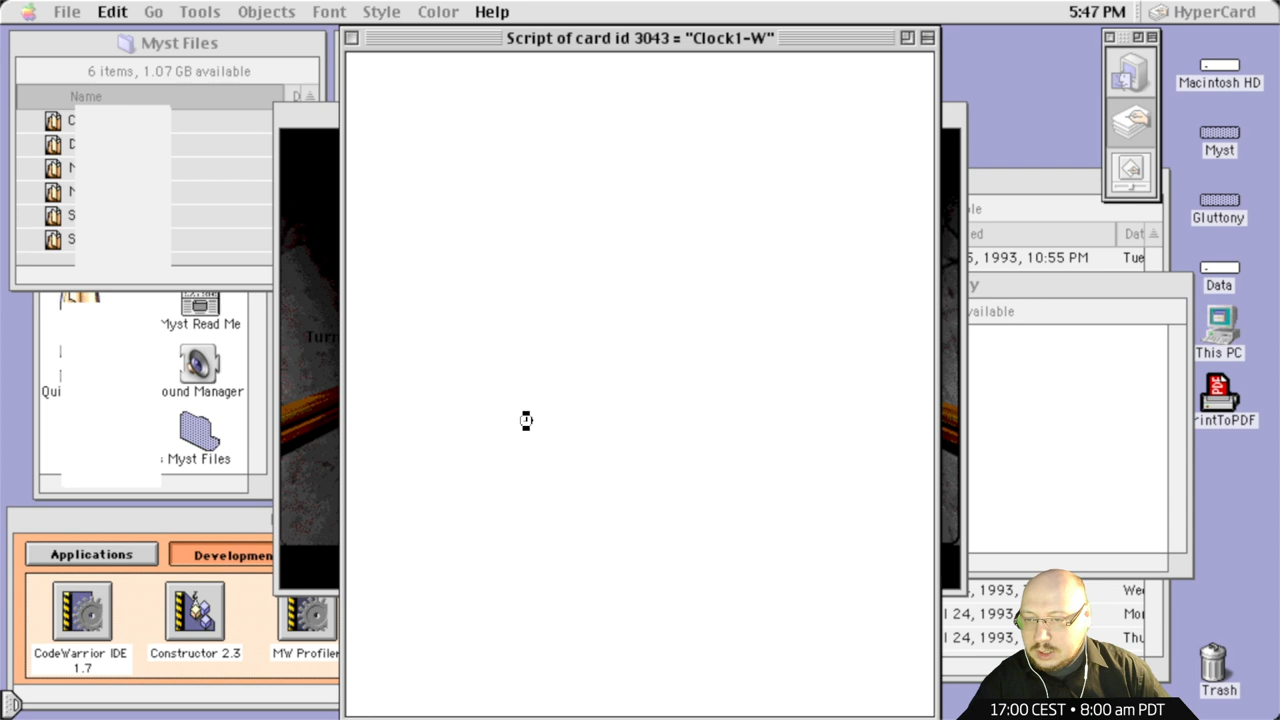 File Edit Go Tools Objects Font Style Color Help 5:47 PM HyperCard
Myst Files
6 items, 1.07 GB available
Name
D
C
D
S
S
Script of card id 3043 = "Clock1-W"
Macintosh HD
Myst
Gluttony
Data
This PC
rintToPDF
Trash
ed
Dat
5, 1993, 10:55 PM
Tue
y
vailable
Myst Read Me
Turn
Qui
ound Manager
Myst Files
Applications
Developmen
CodeWarrior IDE
1.7
Constructor 2.3
MW Profiler
, 1993,
We
l 24, 1993,
Mo
l 24, 1993,
Thu
17:00 CEST • 8:00 am PDT